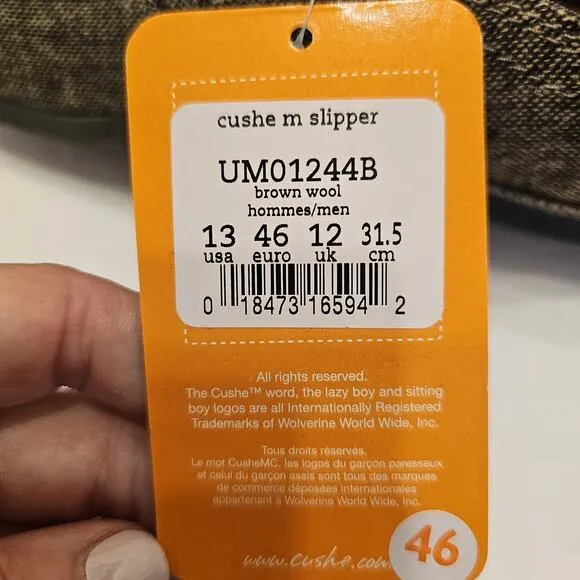 cushe m slipper
UM01244B
brown wool
hommes/men
13 46 12 31.5
usa euro uk cm
0 18473 16594 2
All rights reserved.
The Cushe™ word, the lazy boy and sitting
boy logos are all Internationally Registered
Trademarks of Wolverine World Wide, Inc.
Tous droits réservés.
Le mot CusheMC, les logos du garçon paresseux
et celui du garçon assis sont tous des marques
de commerce déposées internationales
appartenant à Wolverine World Wide, Inc.
www.cushe.com
46